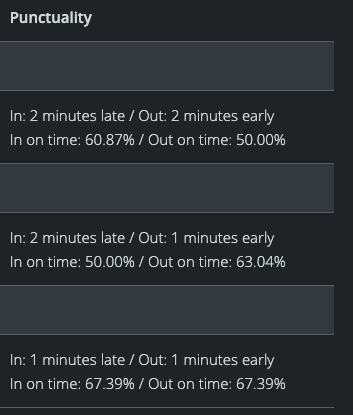 Punctuality
In: 2 minutes late / Out: 2 minutes early
In on time: 60.87% / Out on time: 50.00%
In: 2 minutes late / Out: 1 minutes early
In on time: 50.00% / Out on time: 63.04%
In: 1 minutes late / Out: 1 minutes early
In on time: 67.39% / Out on time: 67.39%